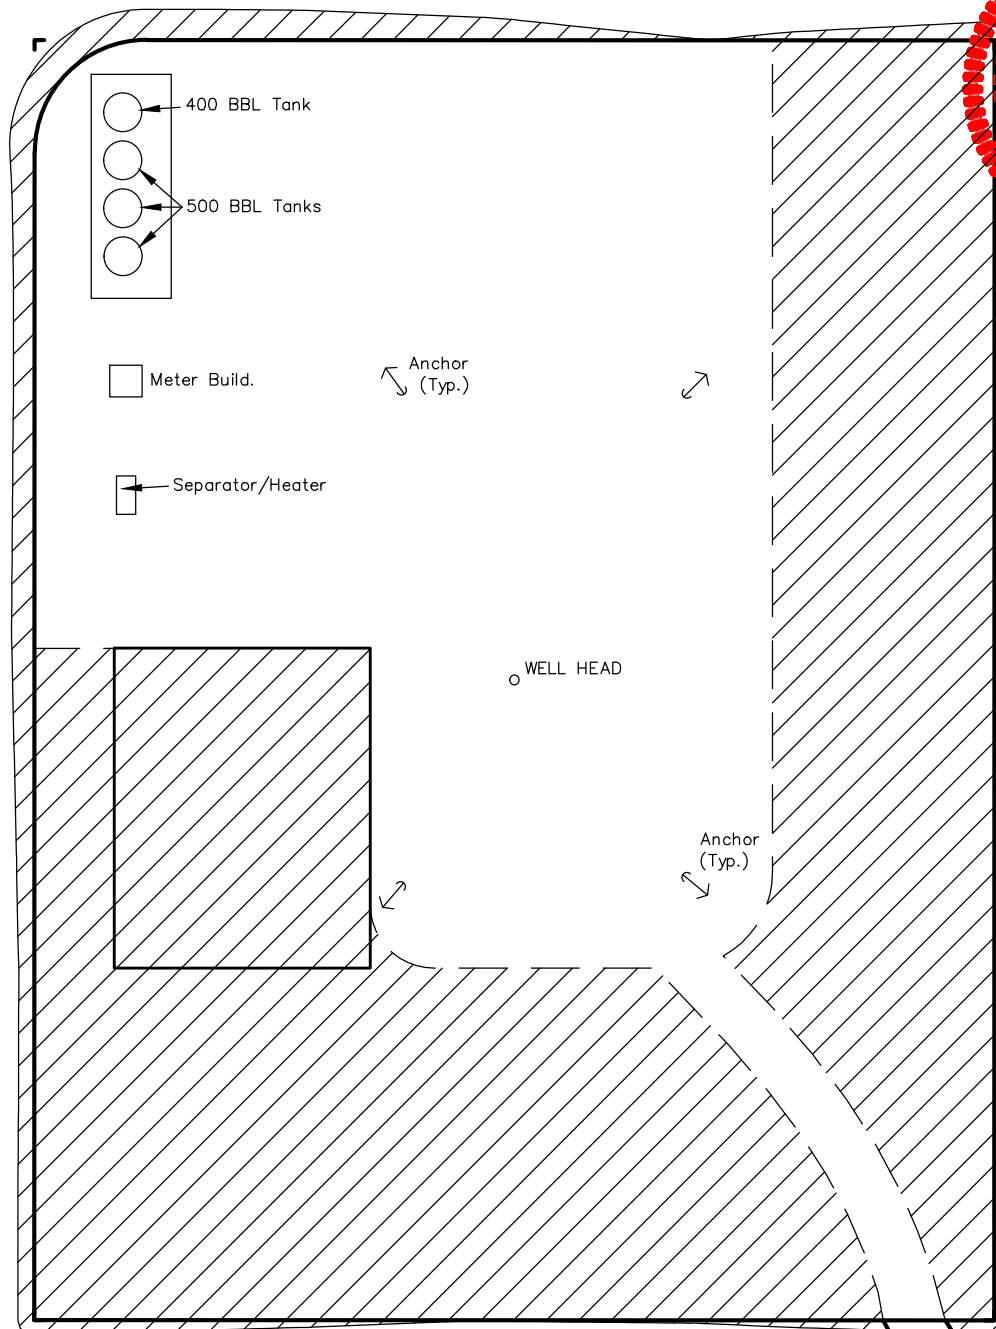 400 BBL Tank
500 BBL Tanks
Anchor
(Typ.)
Meter Build.
Separator/Heater
WELL HEAD
Anchor
(Typ.)